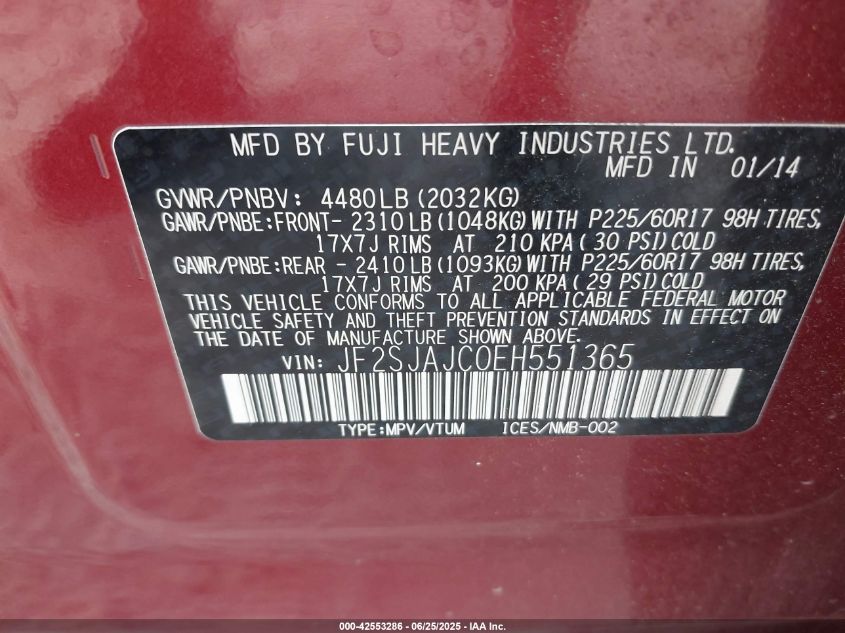 MFD BY FUJI HEAVY INDUSTRIES LTD.
MFD IN 01/14
GVWR/PNBV: 4480LB(2032KG)
GAWR/PNBE:FRONT- 2310LB(1048KG)WITH P225/60R17 98H TIRES,
17X7J RIMS AT 210 KPA(30 PSI)COLD
GAWR/PNBE:REAR - 2410LB(1093KG)WITH P225/60R17 98H TIRES,
17X7J RIMS AT 200 KPA(29 PSI)COLD
THIS VEHICLE CONFORMS TO ALL APPLICABLE FEDERAL MOTOR
VEHICLE SAFETY AND THEFT PREVENTION STANDARDS IN EFFECT ON
THE DATE OF MANUFACTURE SHOWN ABOVE.
VIN: JF2SJAJC0EH551365
TYPE:MPV/VTUM ICES/NMB-002
000-42553286 - 06/25/2025 - IAA Inc.